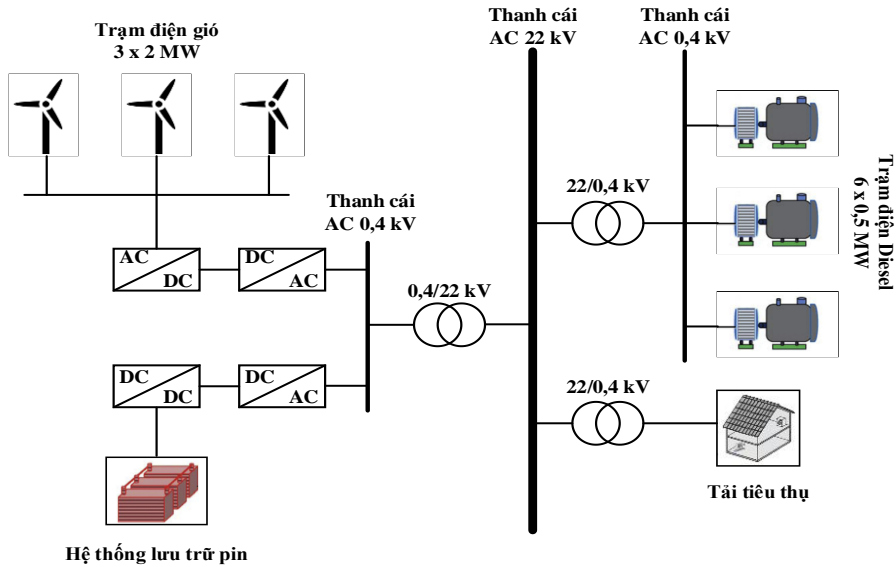 Trạm điện gió
3 x 2 MW
Thanh cái
AC 22 kV
Thanh cái
AC 0,4 kV
Trạm điện Diesel
6 x 0,5 MW
Thanh cái
AC 0,4 kV
22/0,4 kV
AC
DC
DC
AC
0,4/22 kV
DC
DC
DC
AC
22/0,4 kV
Tải tiêu thụ
Hệ thống lưu trữ pin